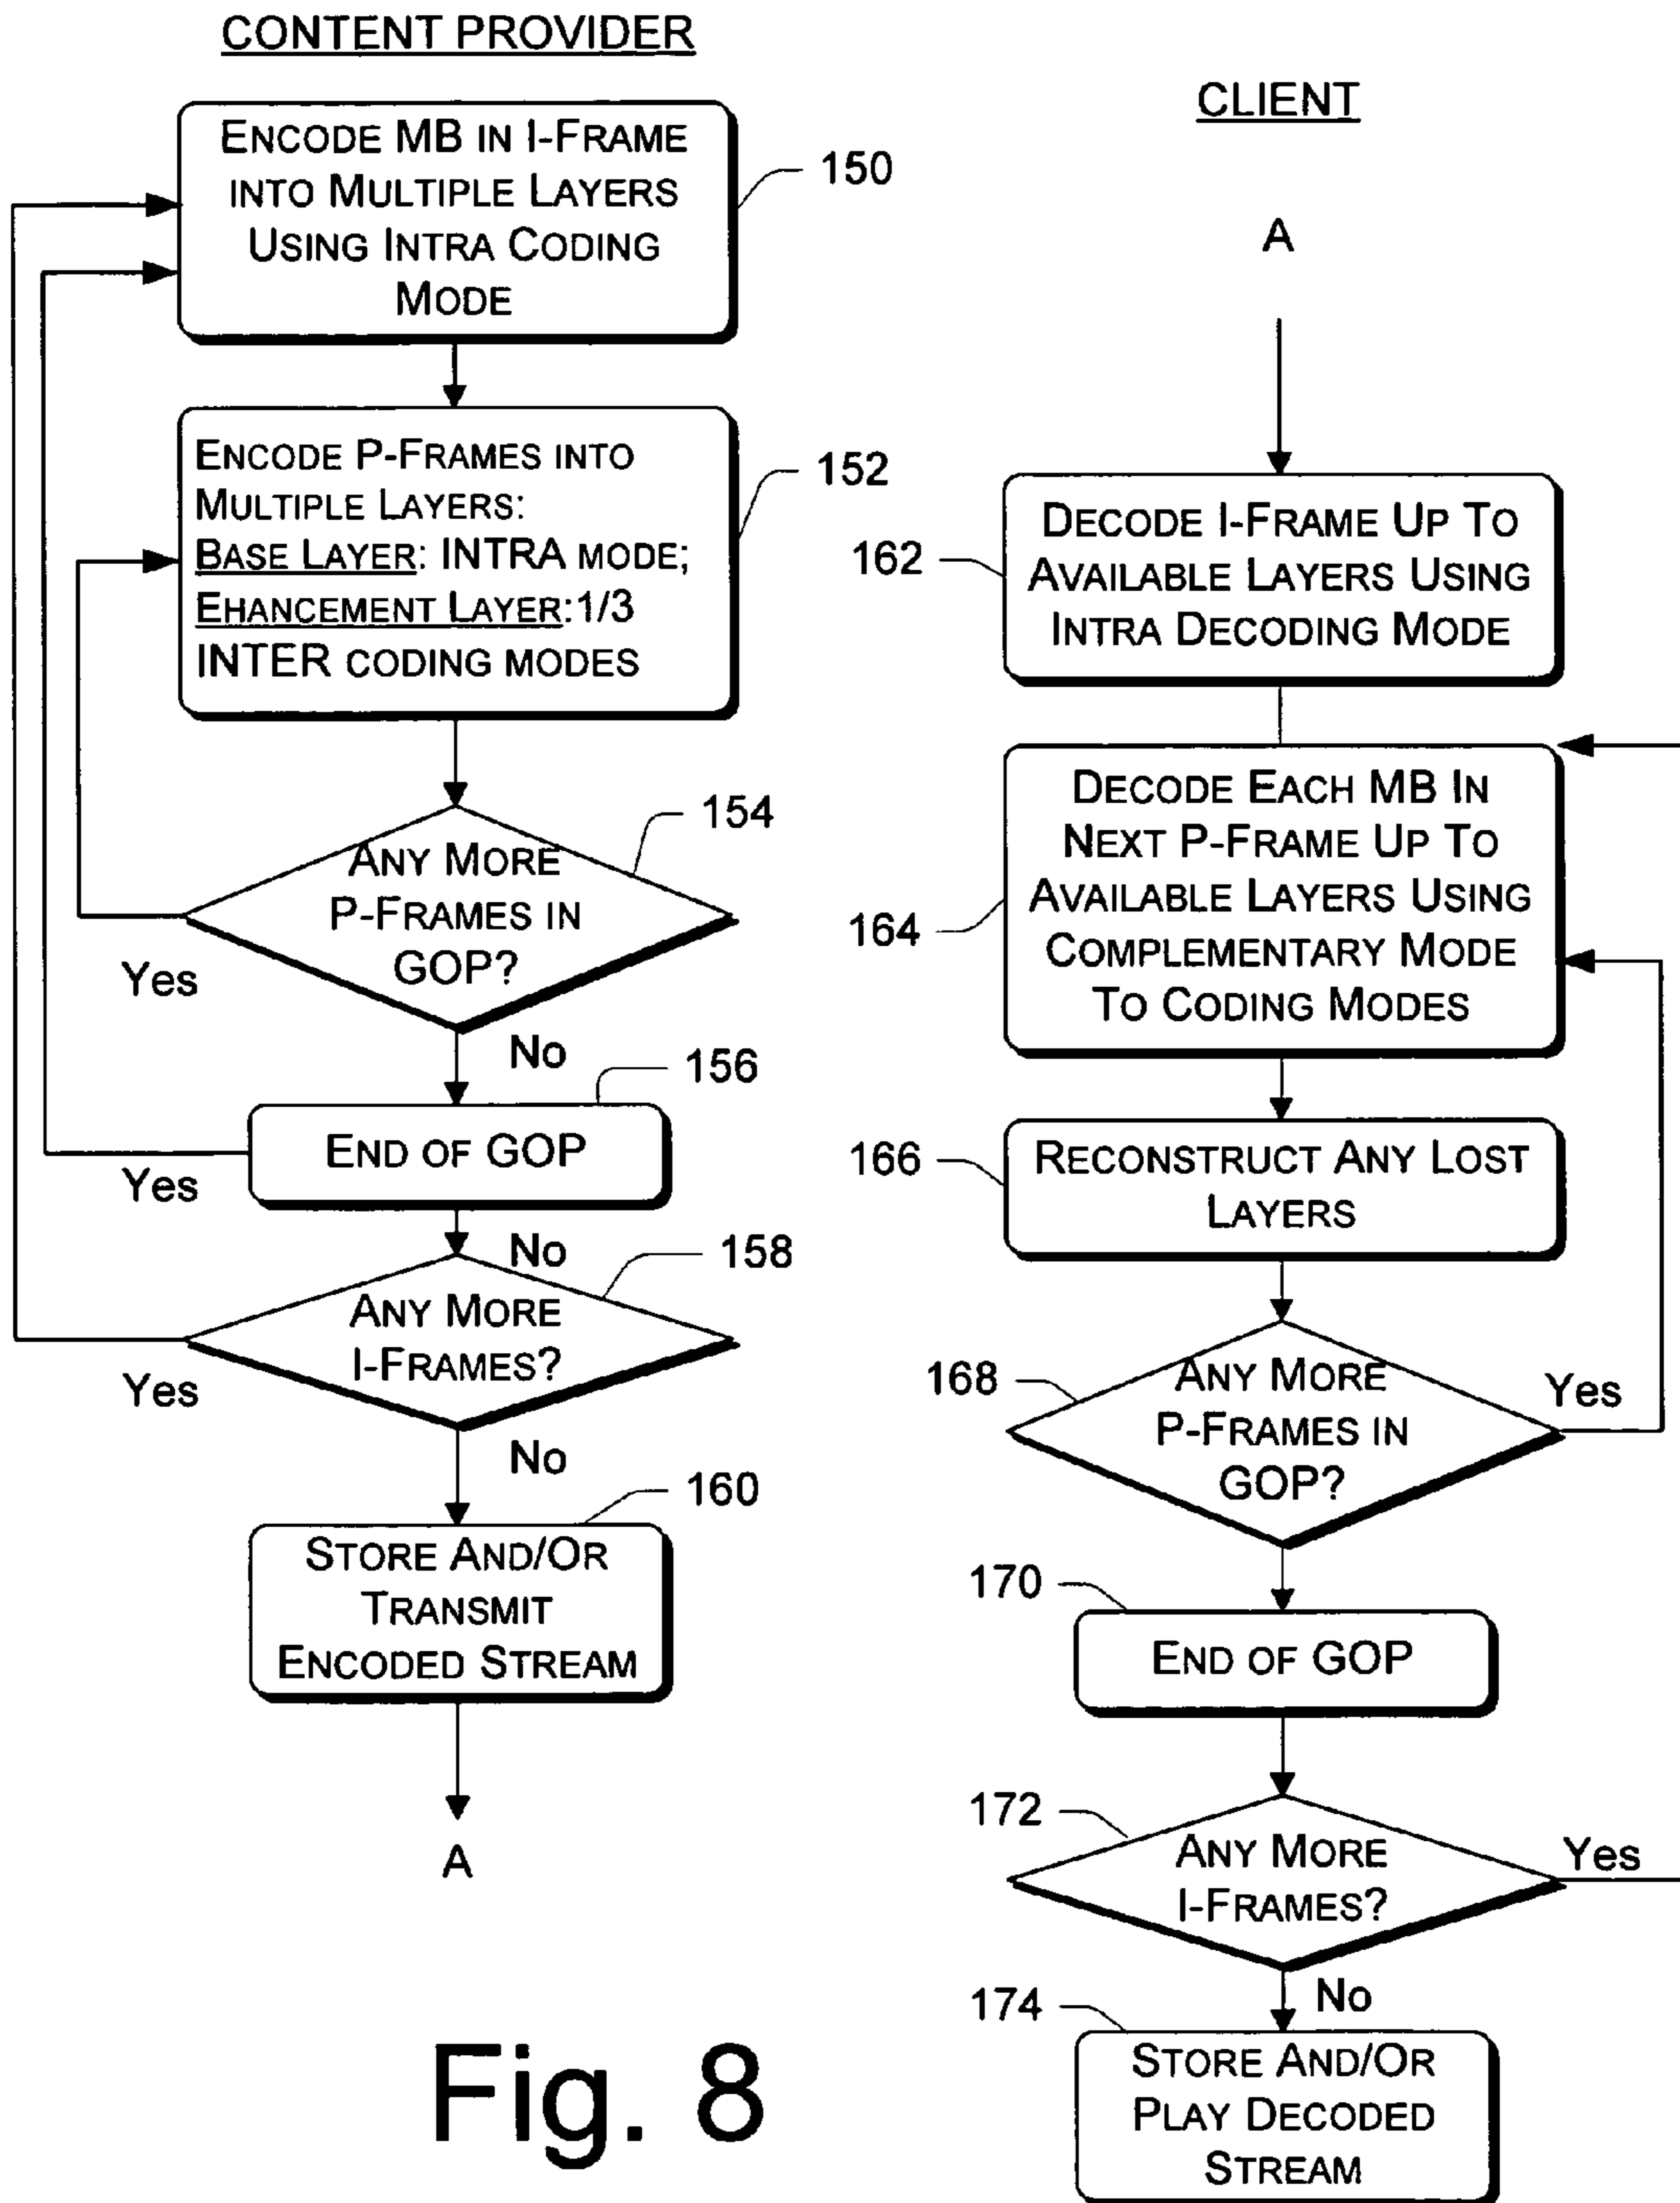 CONTENT PROVIDER
ENCODE MB IN I-FRAME
INTO MULTIPLE LAYERS
USING INTRA CODING
MODE
150
ENCODE P-FRAMES INTO
MULTIPLE LAYERS:
BASE LAYER: INTRA MODE;
EHANCEMENT LAYER:1/3
INTER CODING MODES
152
ANY MORE
P-FRAMES IN
GOP?
154
Yes
No
END OF GOP
156
Yes
No
ANY MORE
I-FRAMES?
158
Yes
No
STORE AND/OR
TRANSMIT
ENCODED STREAM
160
A
CLIENT
A
DECODE I-FRAME UP TO
AVAILABLE LAYERS USING
INTRA DECODING MODE
162
DECODE EACH MB IN
NEXT P-FRAME UP TO
AVAILABLE LAYERS USING
COMPLEMENTARY MODE
TO CODING MODES
164
RECONSTRUCT ANY LOST
LAYERS
166
ANY MORE
P-FRAMES IN
GOP?
168
Yes
END OF GOP
170
ANY MORE
I-FRAMES?
172
Yes
No
STORE AND/OR
PLAY DECODED
STREAM
174
Fig. 8